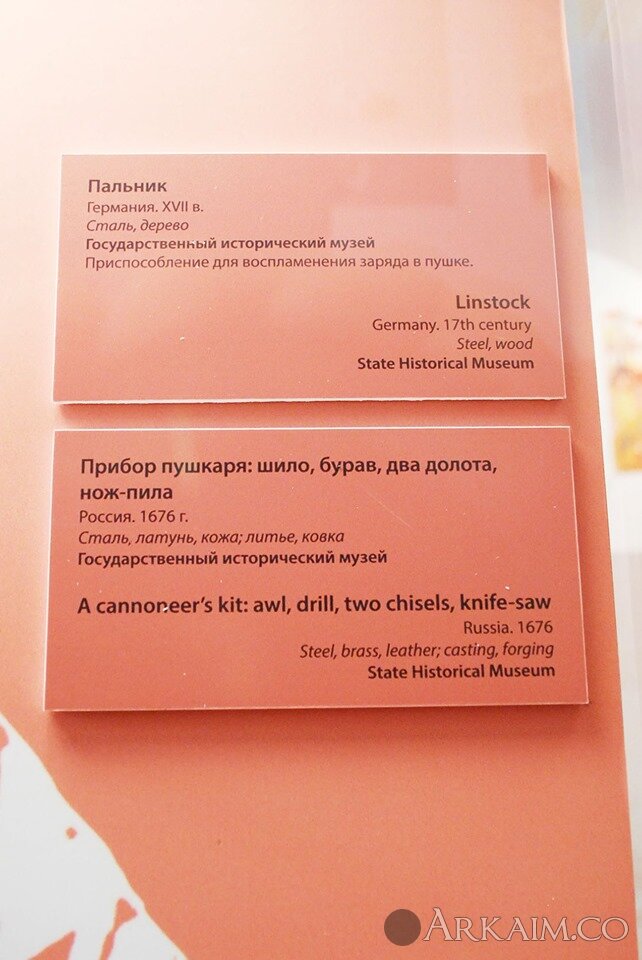 Пальник
Германия. XVII в.
Сталь, дерево
Государственный исторический музей
Приспособление для воспламенения заряда в пушке.
Linstock
Germany. 17th century
Steel, wood
State Historical Museum
Прибор пушкаря: шило, бурав, два долота,
нож-пила
Россия. 1676 г.
Сталь, латунь, кожа; литье, ковка
Государственный исторический музей
A cannoneer's kit: awl, drill, two chisels, knife-saw
Russia. 1676
Steel, brass, leather; casting, forging
State Historical Museum
ARKAIM.CO